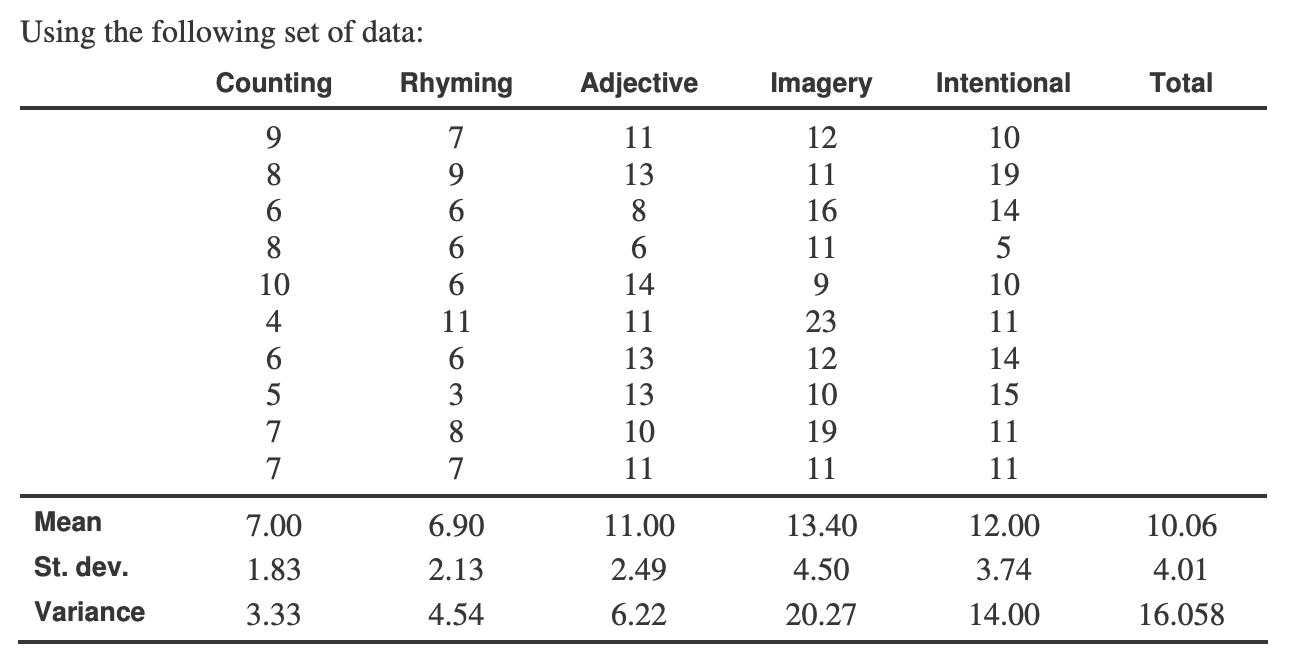 Using the following set of data:
Counting Rhyming Adjective Imagery Intentional Total
9 7 11 12 10
8 9 13 11 19
6 6 8 16 14
8 6 6 11 5
10 6 14 9 10
4 11 11 23 11
6 6 13 12 14
5 3 13 10 15
7 8 10 19 11
7 7 11 11 11
Mean 7.00 6.90 11.00 13.40 12.00 10.06
St. dev. 1.83 2.13 2.49 4.50 3.74 4.01
Variance 3.33 4.54 6.22 20.27 14.00 16.058